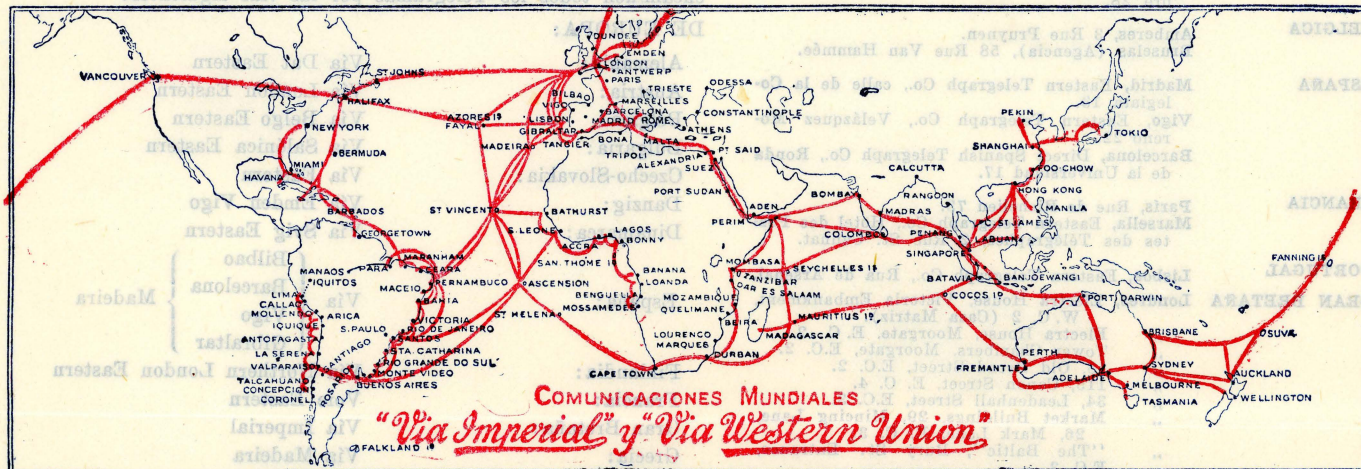 DUNDEE
EMDEN
LONDON
ANTWERP
PARIS
VANCOUVER
ST JOHNS
HALIFAX
BILBAO
VIGO
LISBON
MADRID
GIBRALTAR
TRIESTE
MARSEILLES
BARCELONA
ROME
ODESSA
CONSTANTINOPLE
ATHENS
PEKIN
TOKIO
AZORES IS
FAYAL
NEW YORK
BERMUDA
MADEIRA
TANGIER
BONA
TRIPOLI
MALTA
ALEXANDRIA
PT SAID
SUEZ
SHANGHAI
FOO CHOW
MIAMI
HAVANA
PORT SUDAN
CALCUTTA
BOMBAY
RANGOON
MADRAS
HONG KONG
MANILA
BARBADOS
GEORGETOWN
ST VINCENT
BATHURST
S. LEONE
ACCRA
LAGOS
BONNY
SAN. THOME I.
PERIM
ADEN
COLOMBO
PENANG
C. ST. JAMES
LABUAN
SINGAPORE
FANNING IS
MARANHAM
PARA
CEARA
PERNAMBUCO
MACEIO
BAHIA
VICTORIA
RIO DE JANEIRO
SANTOS
S. PAULO
STA. CATHARINA
RIO GRANDE DO SUL
MONTE VIDEO
BUENOS AIRES
MANAOS
IQUITOS
LIMA
CALLAO
MOLLENDO
ARICA
IQUIQUE
ANTOFAGASTA
LA SERENA
VALPARAISO
SANTIAGO
ROSARIO
TALCAHUANO
CONCEPCION
CORONEL
FALKLAND IS
ASCENSION
ST HELENA
BANANA
LOANDA
BENGUELA
MOSSAMEDES
MOMBASA
ZANZIBAR
DAR ES SALAAM
SEYCHELLES IS
MOZAMBIQUE
QUELIMANE
BEIRA
LOURENCO
MARQUES
DURBAN
CAPE TOWN
MAURITIUS IS
MADAGASCAR
BATAVIA
BANJOEWANGI
COCOS IS
PORT DARWIN
BRISBANE
SUVA
PERTH
FREMANTLE
ADELAIDE
SYDNEY
MELBOURNE
TASMANIA
AUCKLAND
WELLINGTON
COMUNICACIONES MUNDIALES
"Via Imperial" y "Via Western Union"